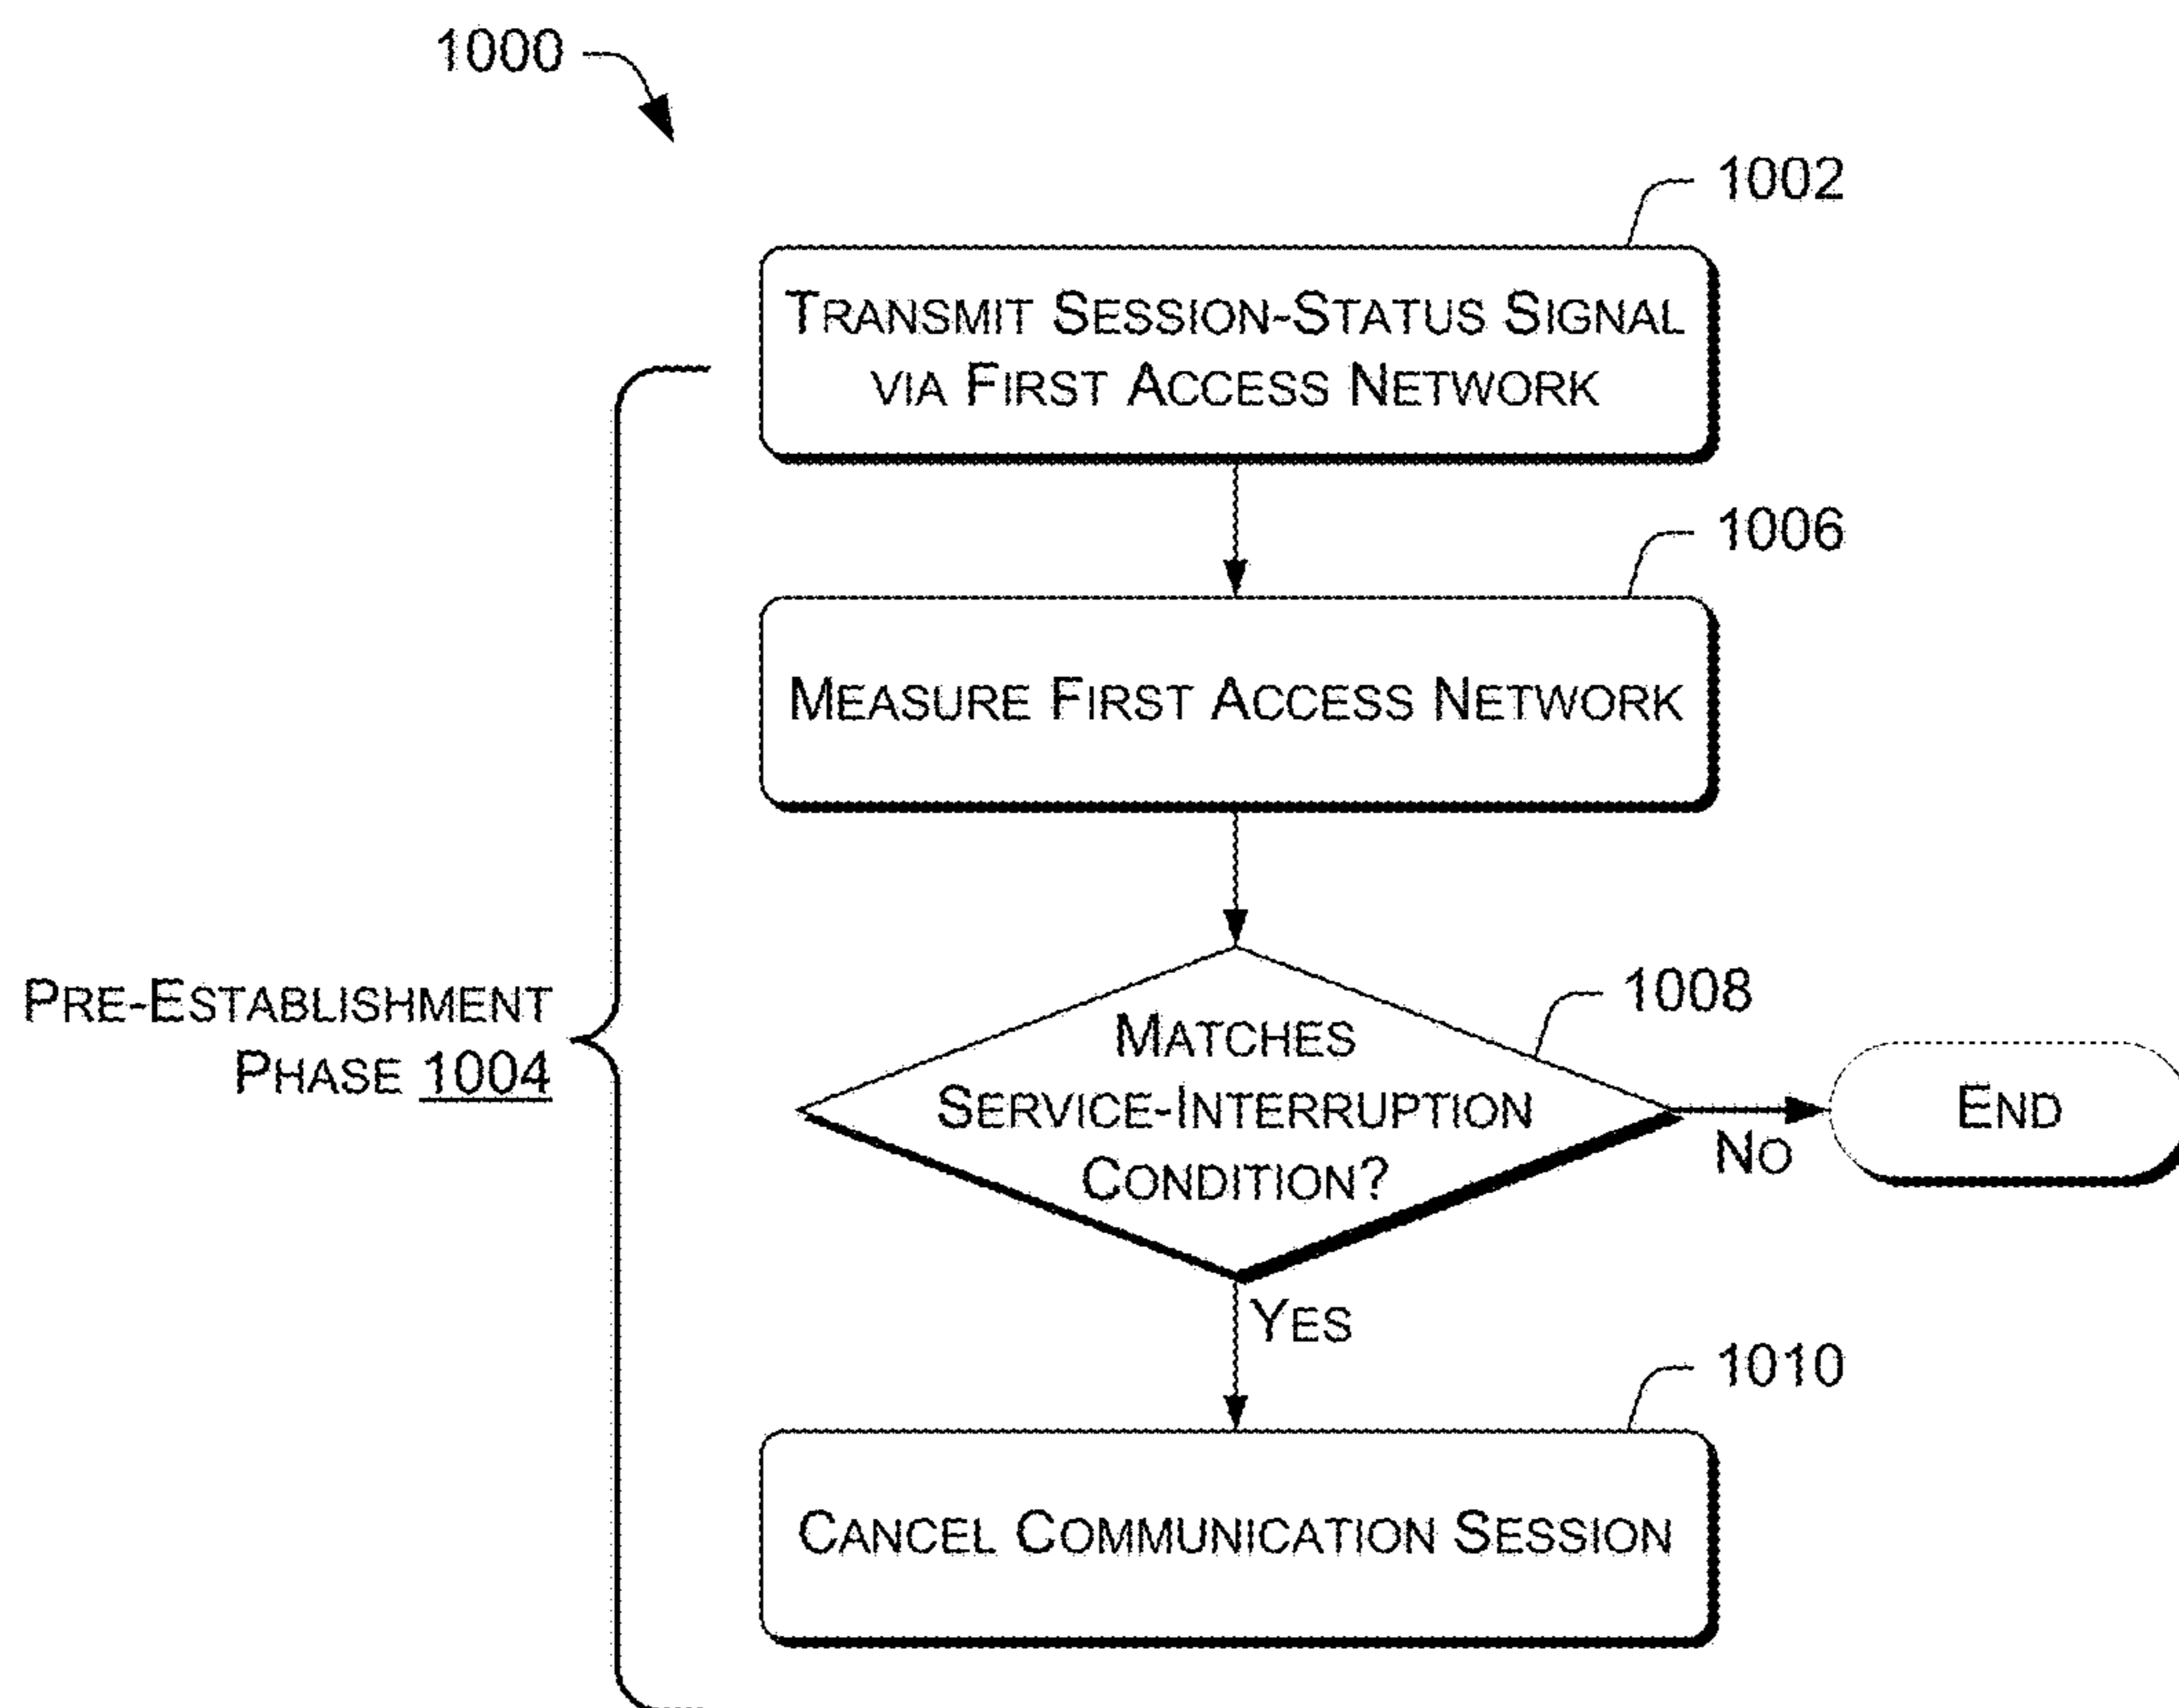 1000
1002
TRANSMIT SESSION-STATUS SIGNAL
VIA FIRST ACCESS NETWORK
1006
MEASURE FIRST ACCESS NETWORK
PRE-ESTABLISHMENT
PHASE 1004
1008
MATCHES
SERVICE-INTERRUPTION
CONDITION?
NO
END
YES
1010
CANCEL COMMUNICATION SESSION